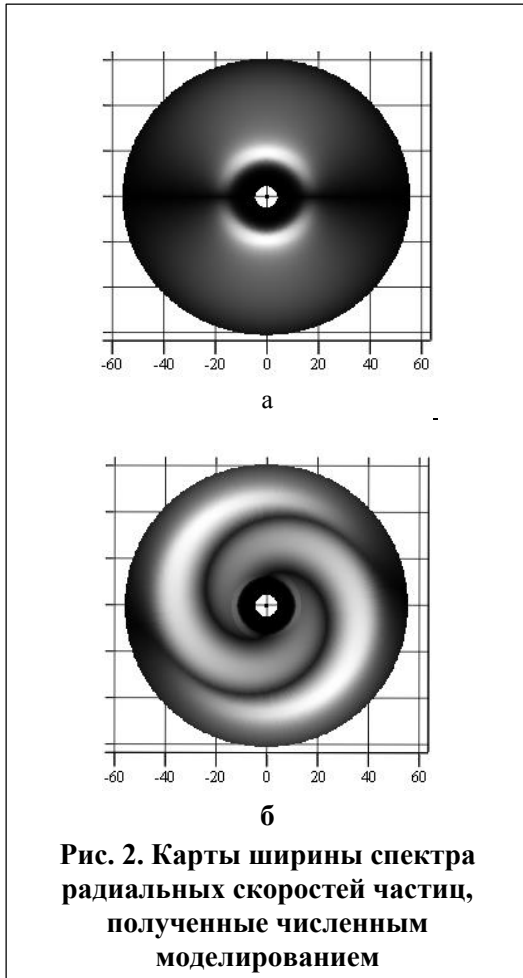 -60 -40 -20 0 20 40 60
а
-60 -40 -20 0 20 40 60
б
Рис. 2. Карты ширины спектра
радиальных скоростей частиц,
полученные численным
моделированием